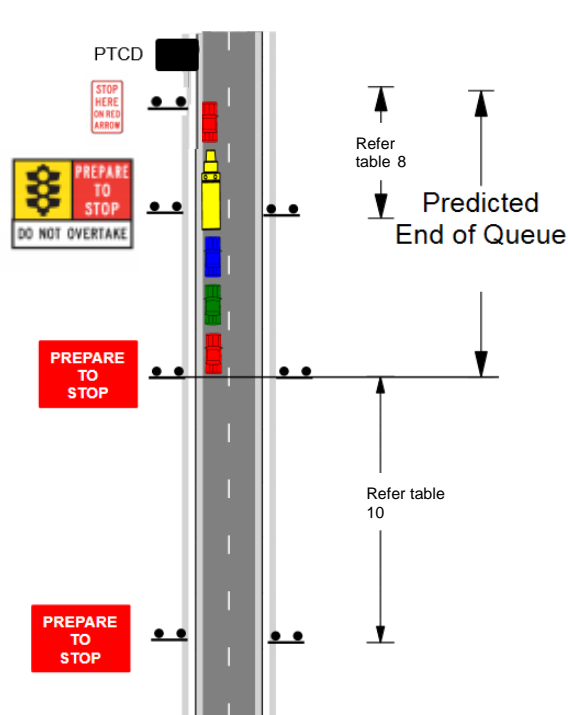 PTCD
STOP
HERE
ON RED
ARROW
Refer
table 8
PREPARE
TO
STOP
DO NOT OVERTAKE
Predicted
End of Queue
PREPARE
TO
STOP
Refer table
10
PREPARE
TO
STOP